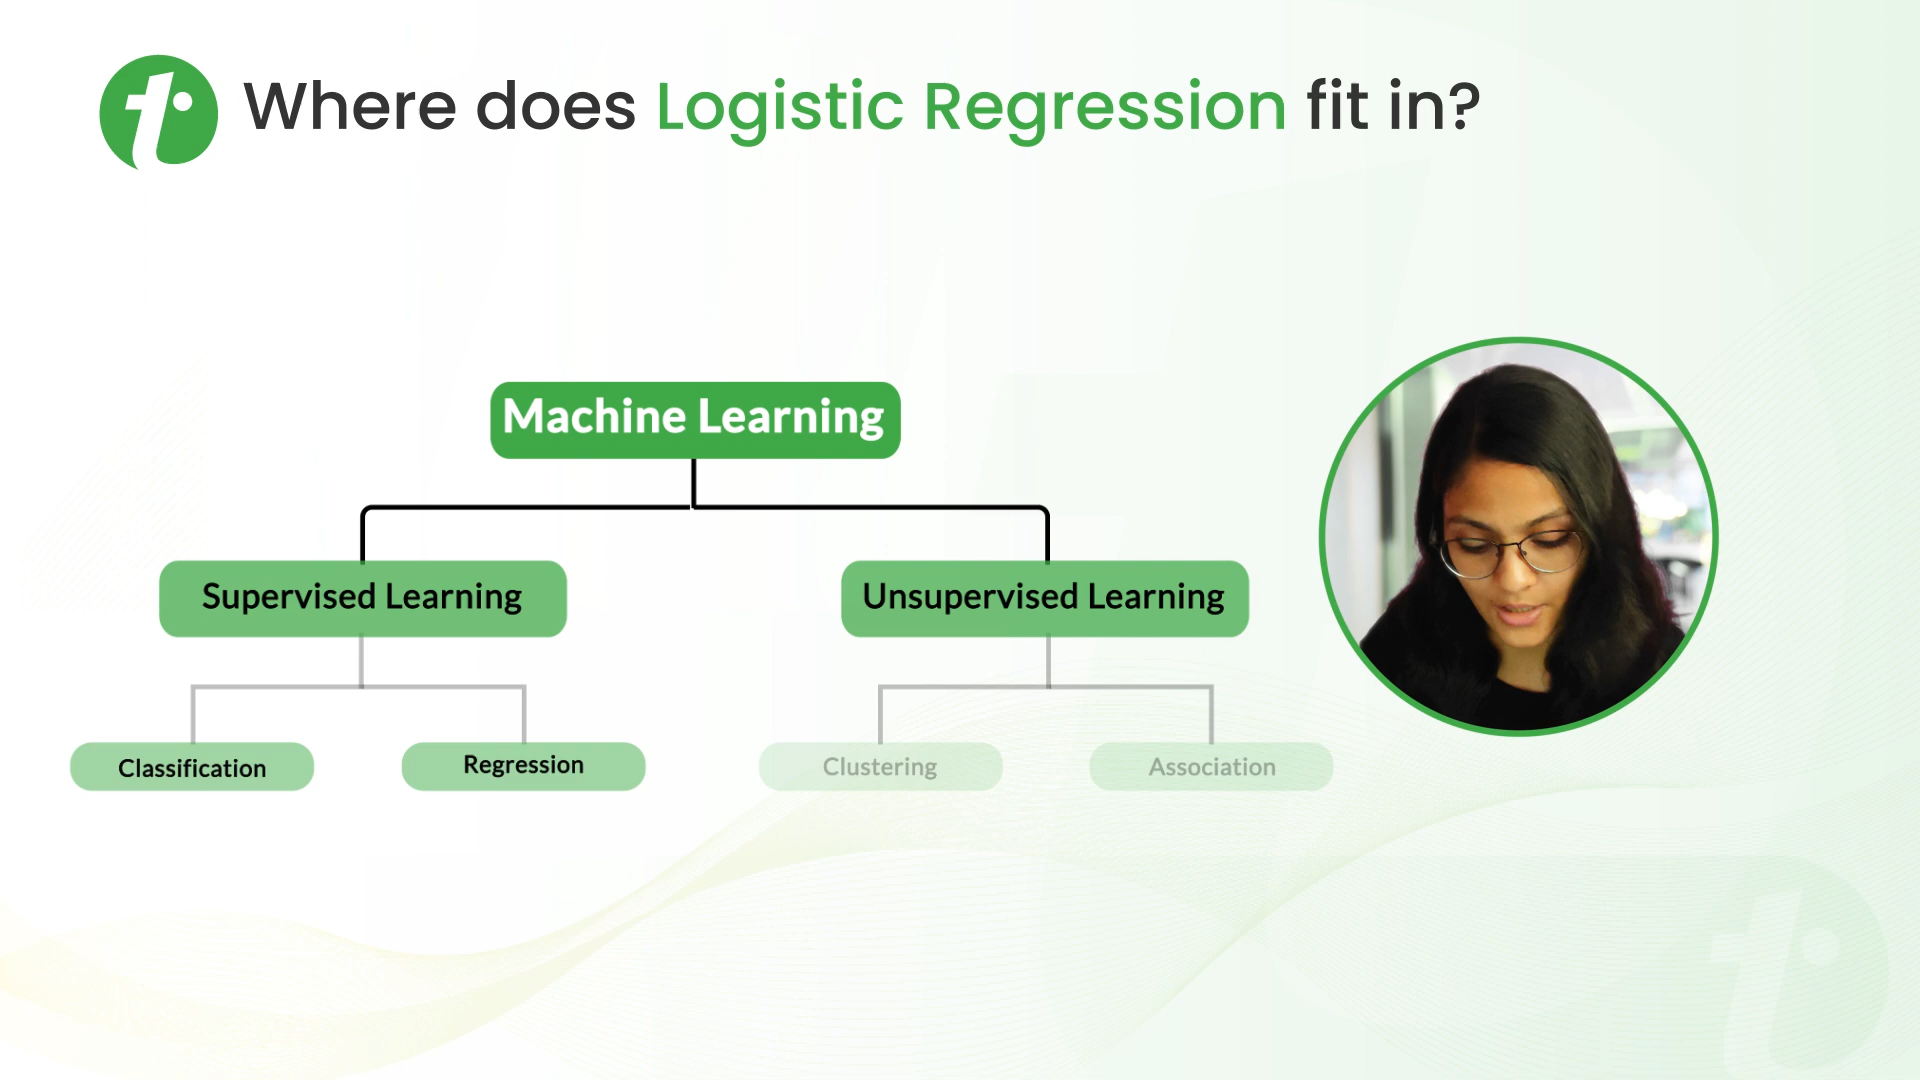 Where does Logistic Regression fit in?
Machine Learning
Supervised Learning
Unsupervised Learning
Classification
Regression
Clustering
Association